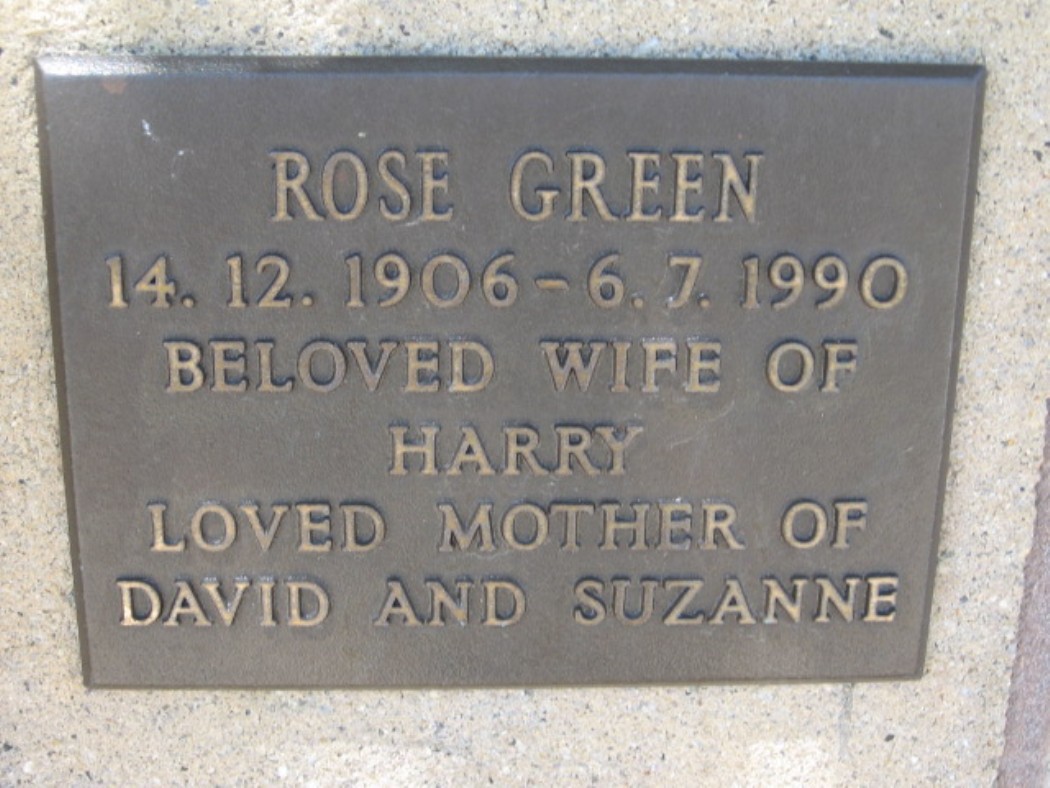 ROSE GREEN
14. 12. 1906 - 6. 7. 1990
BELOVED WIFE OF
HARRY
LOVED MOTHER OF
DAVID AND SUZANNE